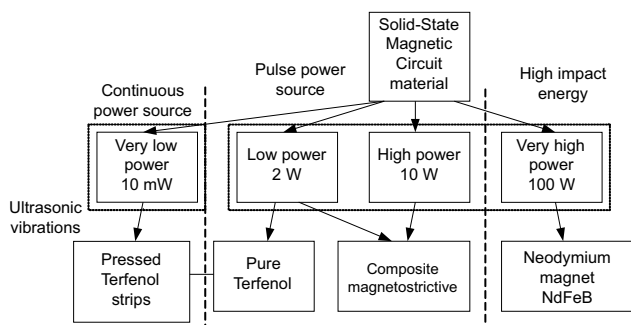 Solid-State
Magnetic
Circuit
material
Continuous
power source
Pulse power
source
High impact
energy
Very low
power
10 mW
Low power
2 W
High power
10 W
Very high
power
100 W
Ultrasonic
vibrations
Pressed
Terfenol
strips
Pure
Terfenol
Composite
magnetostrictive
Neodymium
magnet
NdFeB